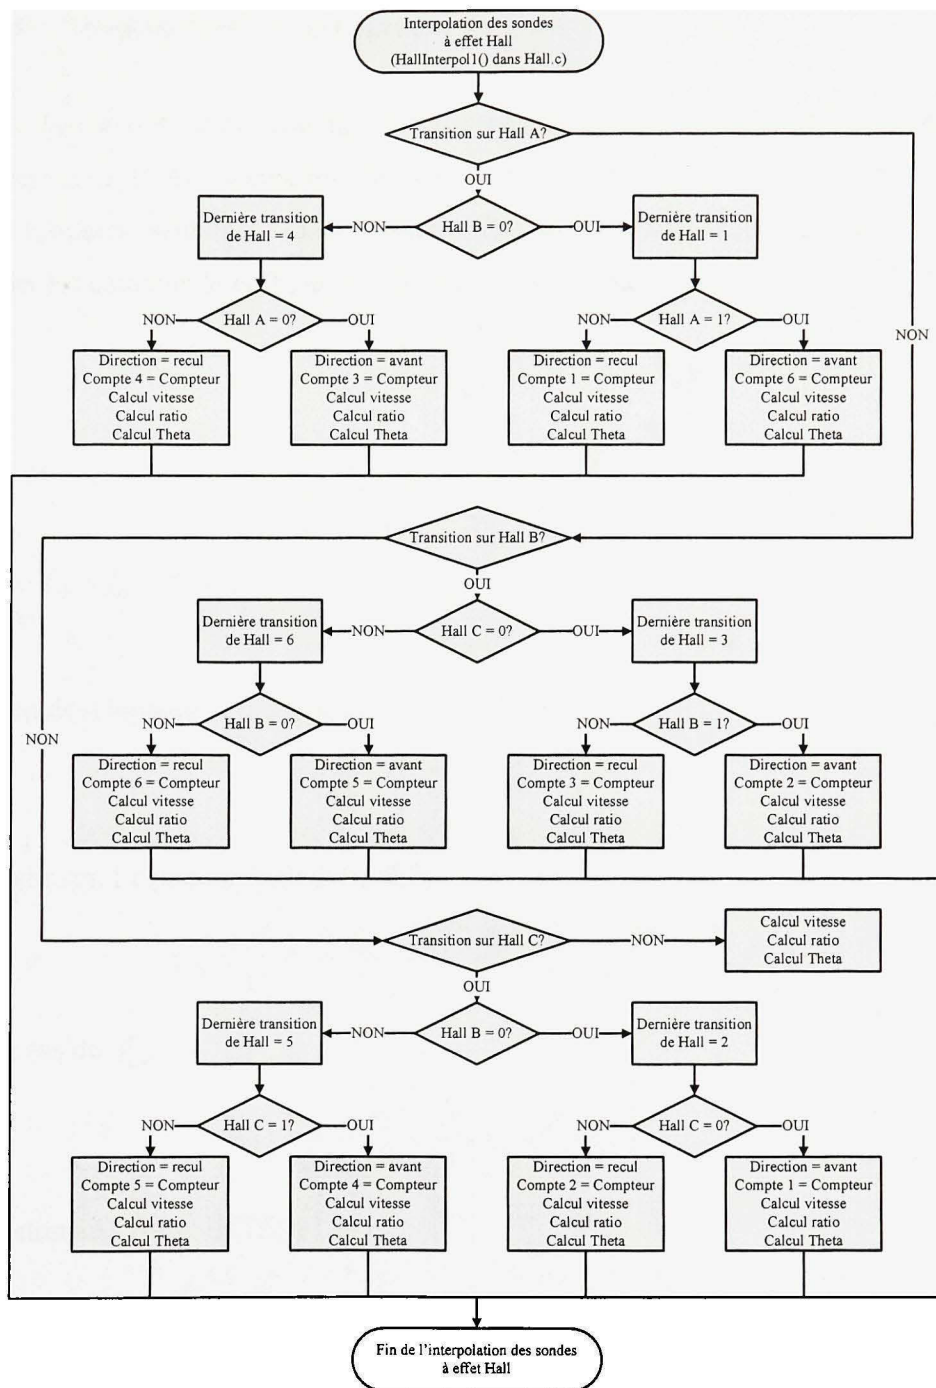 Interpolation des sondes
à effet Hall
(HallInterpol1() dans Hall.c)
Transition sur Hall A?
OUI
NON
Dernière transition
de Hall = 4
NON
Hall B = 0?
OUI
Dernière transition
de Hall = 1
NON
Hall A = 0?
OUI
NON
Hall A = 1?
OUI
Direction = recul
Compte 4 = Compteur
Calcul vitesse
Calcul ratio
Calcul Theta
Direction = avant
Compte 3 = Compteur
Calcul vitesse
Calcul ratio
Calcul Theta
Direction = recul
Compte 1 = Compteur
Calcul vitesse
Calcul ratio
Calcul Theta
Direction = avant
Compte 6 = Compteur
Calcul vitesse
Calcul ratio
Calcul Theta
Transition sur Hall B?
OUI
NON
Dernière transition
de Hall = 6
NON
Hall C = 0?
OUI
Dernière transition
de Hall = 3
NON
Hall B = 0?
OUI
NON
Hall B = 1?
OUI
Direction = recul
Compte 6 = Compteur
Calcul vitesse
Calcul ratio
Calcul Theta
Direction = avant
Compte 5 = Compteur
Calcul vitesse
Calcul ratio
Calcul Theta
Direction = recul
Compte 3 = Compteur
Calcul vitesse
Calcul ratio
Calcul Theta
Direction = avant
Compte 2 = Compteur
Calcul vitesse
Calcul ratio
Calcul Theta
Transition sur Hall C?
NON
Calcul vitesse
Calcul ratio
Calcul Theta
OUI
Dernière transition
de Hall = 5
NON
Hall B = 0?
OUI
Dernière transition
de Hall = 2
NON
Hall C = 1?
OUI
NON
Hall C = 0?
OUI
Direction = recul
Compte 5 = Compteur
Calcul vitesse
Calcul ratio
Calcul Theta
Direction = avant
Compte 4 = Compteur
Calcul vitesse
Calcul ratio
Calcul Theta
Direction = recul
Compte 2 = Compteur
Calcul vitesse
Calcul ratio
Calcul Theta
Direction = avant
Compte 1 = Compteur
Calcul vitesse
Calcul ratio
Calcul Theta
Fin de l'interpolation des sondes
à effet Hall